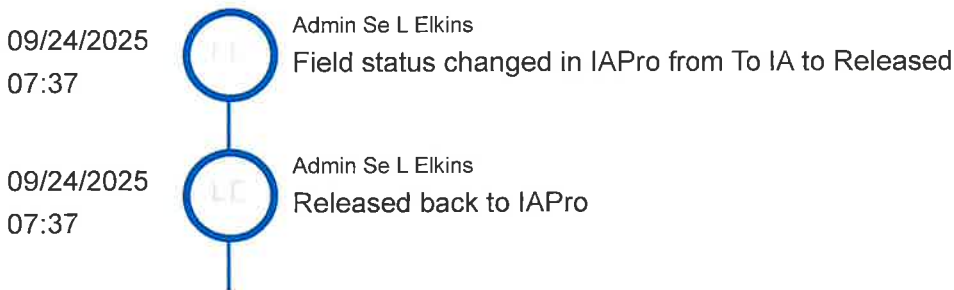 09/24/2025
07:37
Admin Se L Elkins
Field status changed in IAPro from To IA to Released
09/24/2025
07:37
LE
Admin Se L Elkins
Released back to IAPro